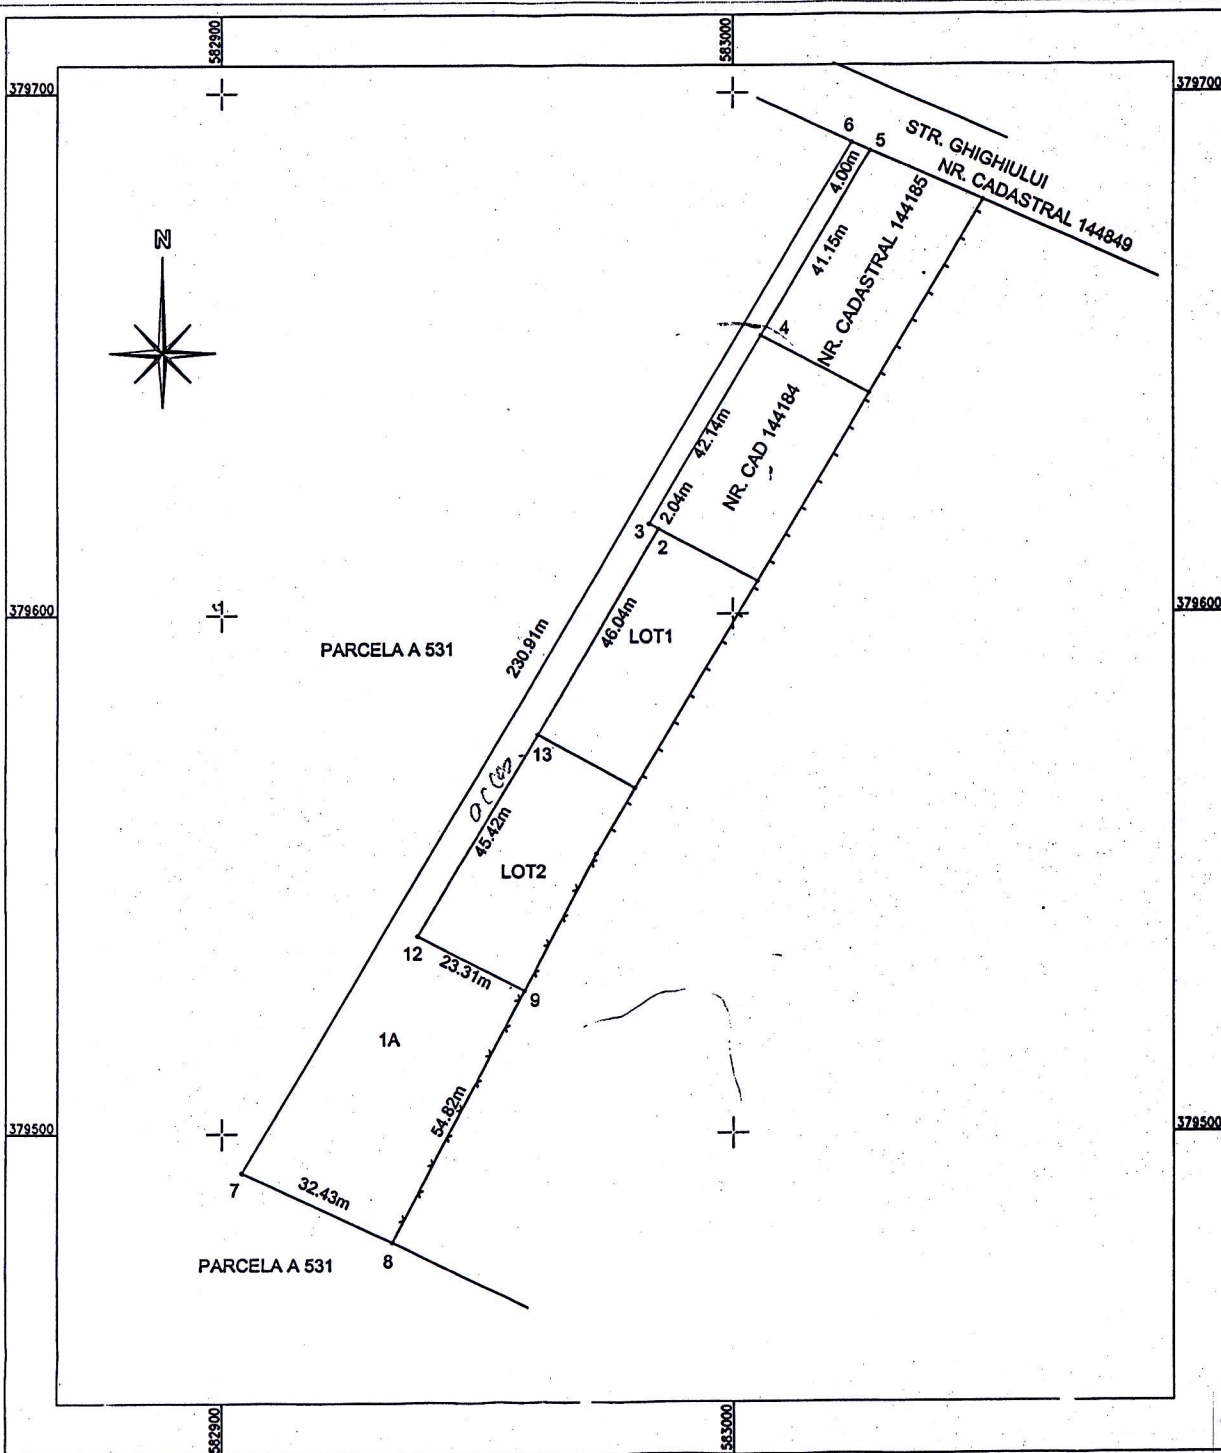 582900
583000
379700
379700
6
5
STR. GHIGHIULUI
NR. CADASTRAL 144849
4.00m
41.15m
NR. CADASTRAL 144185
N
4
42.14m
NR. CAD 144184
2.04m
3
2
379600
379600
PARCELA A 531
230.91m
46.04m
LOT1
13
45.42m
LOT2
12
23.31m
9
1A
54.82m
379500
379500
7
32.43m
8
PARCELA A 531
582900
583000